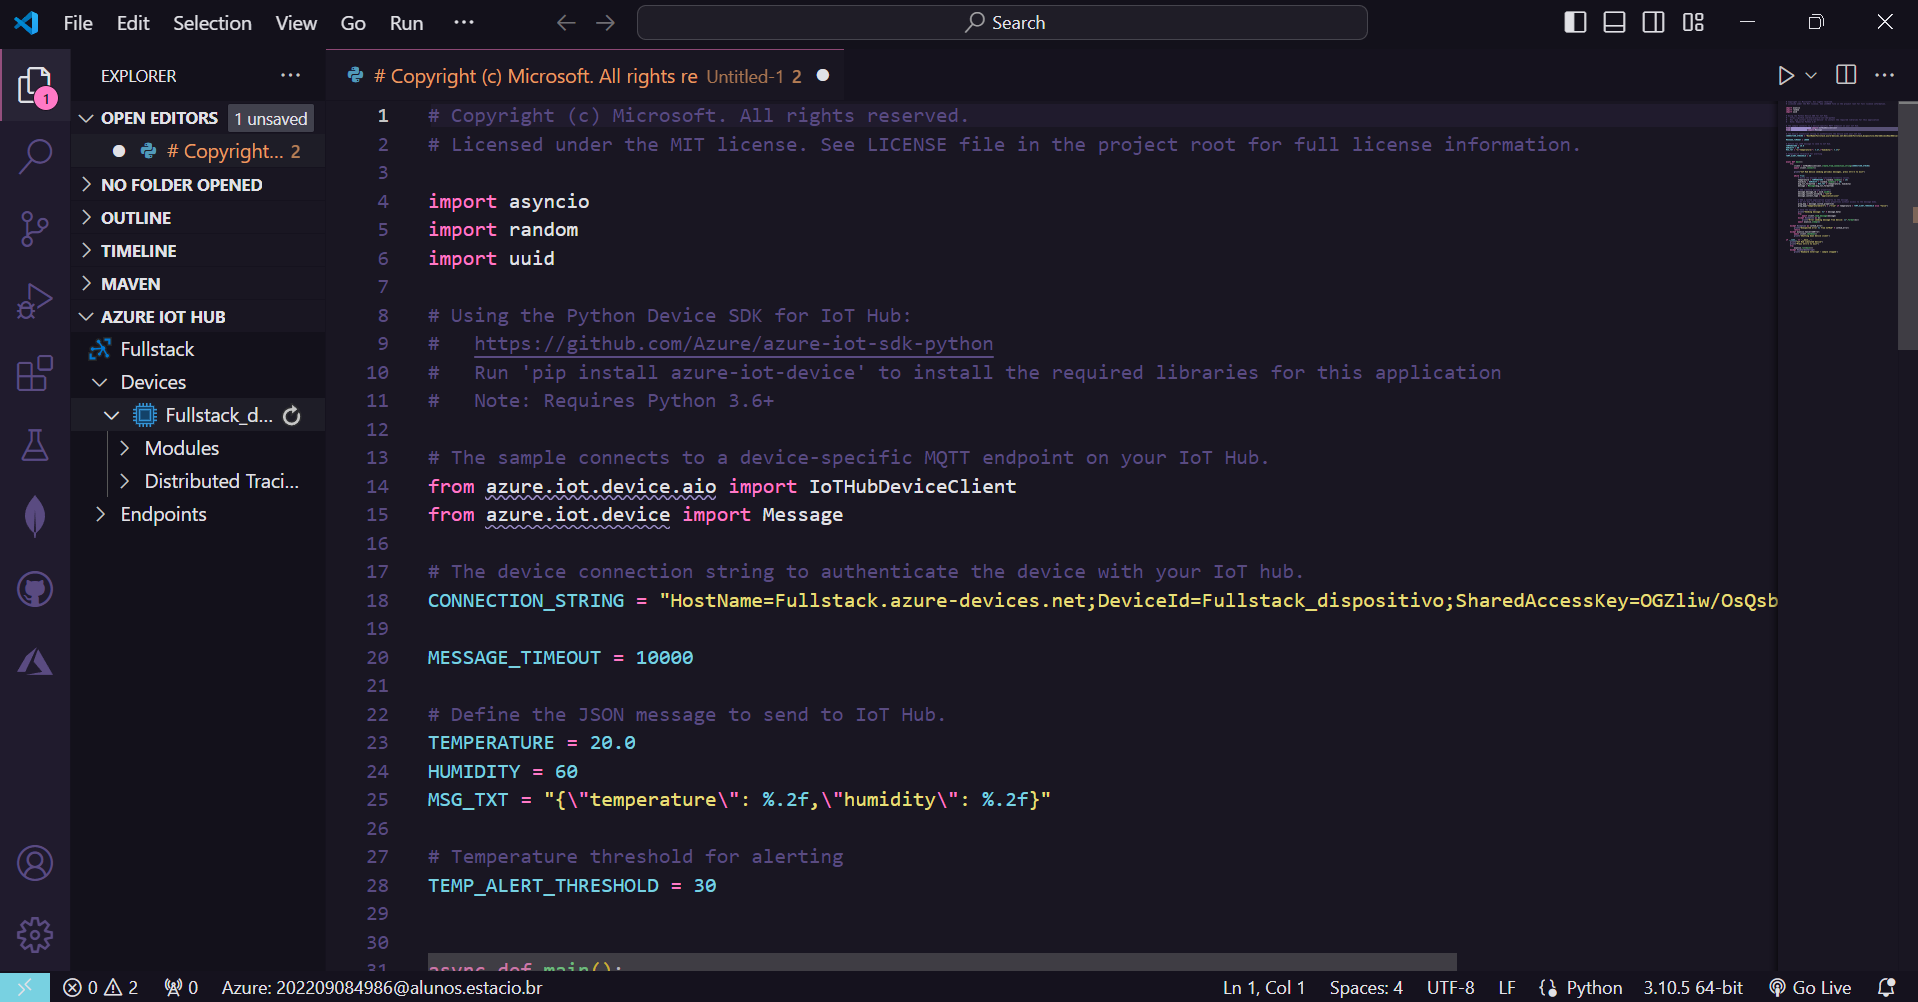 File Edit Selection View Go Run ··· Search
EXPLORER ···
OPEN EDITORS 1 unsaved
# Copyright... 2
NO FOLDER OPENED
OUTLINE
TIMELINE
MAVEN
AZURE IOT HUB
Fullstack
Devices
Fullstack_d...
Modules
Distributed Traci...
Endpoints
1
# Copyright (c) Microsoft. All rights re Untitled-1 2
1 # Copyright (c) Microsoft. All rights reserved.
2 # Licensed under the MIT license. See LICENSE file in the project root for full license information.
3
4 import asyncio
5 import random
6 import uuid
7
8 # Using the Python Device SDK for IoT Hub:
9 #   https://github.com/Azure/azure-iot-sdk-python
10 #   Run 'pip install azure-iot-device' to install the required libraries for this application
11 #   Note: Requires Python 3.6+
12
13 # The sample connects to a device-specific MQTT endpoint on your IoT Hub.
14 from azure.iot.device.aio import IoTHubDeviceClient
15 from azure.iot.device import Message
16
17 # The device connection string to authenticate the device with your IoT hub.
18 CONNECTION_STRING = "HostName=Fullstack.azure-devices.net;DeviceId=Fullstack_dispositivo;SharedAccessKey=OGZliw/OsQsb
19
20 MESSAGE_TIMEOUT = 10000
21
22 # Define the JSON message to send to IoT Hub.
23 TEMPERATURE = 20.0
24 HUMIDITY = 60
25 MSG_TXT = "{\"temperature\": %.2f,\"humidity\": %.2f}"
26
27 # Temperature threshold for alerting
28 TEMP_ALERT_THRESHOLD = 30
29
30
31 async def main():
0 2 0 Azure: 202209084986@alunos.estacio.br Ln 1, Col 1 Spaces: 4 UTF-8 LF {} Python 3.10.5 64-bit Go Live